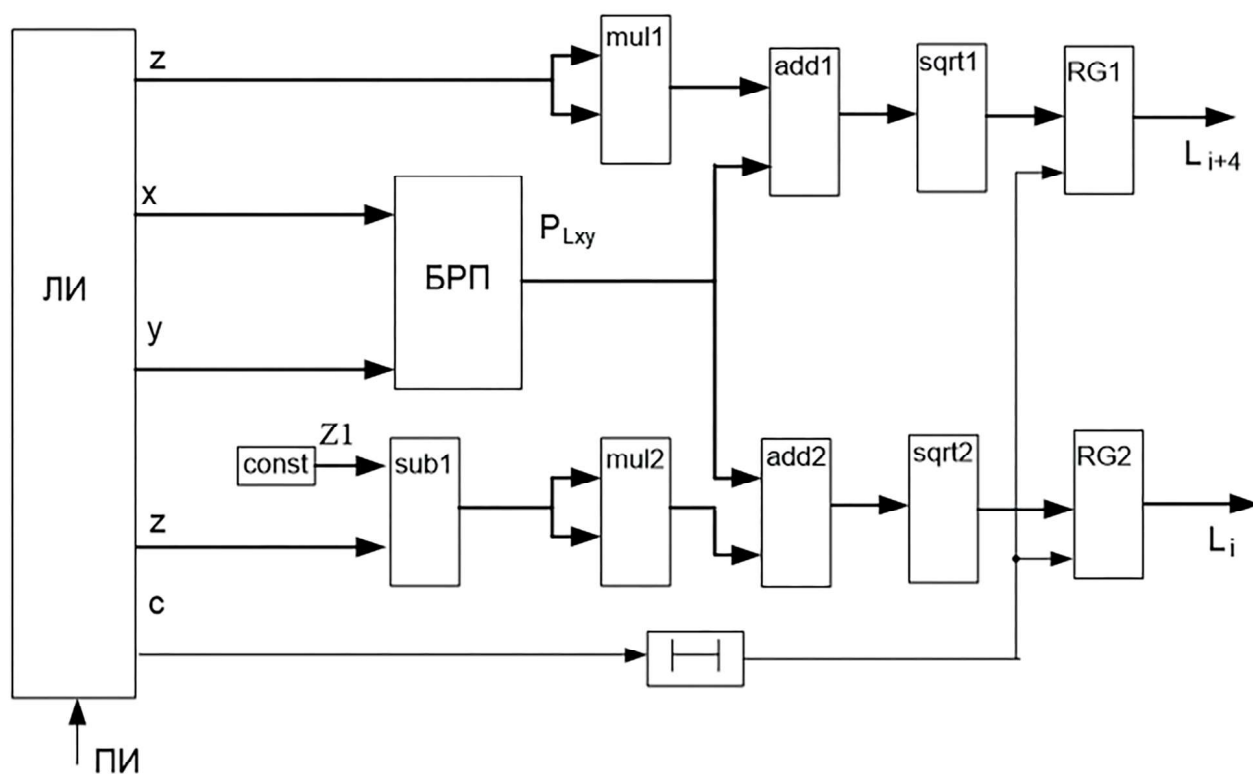 z
mul1
add1
sqrt1
RG1
L i+4
x
P Lxy
ЛИ
БРП
y
const
Z1
sub1
mul2
add2
sqrt2
RG2
z
L i
c
ПИ